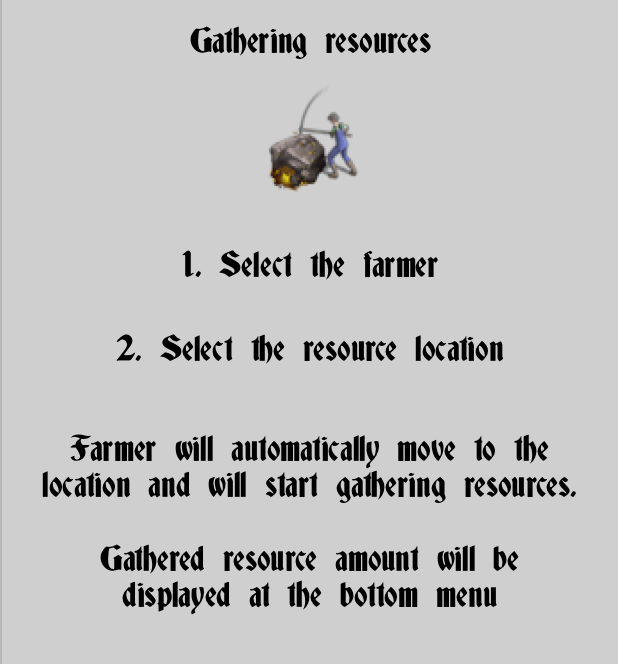 Gathering resources
1. Select the farmer
2. Select the resource location
Farmer will automatically move to the
location and will start gathering resources.
Gathered resource amount will be
displayed at the bottom menu